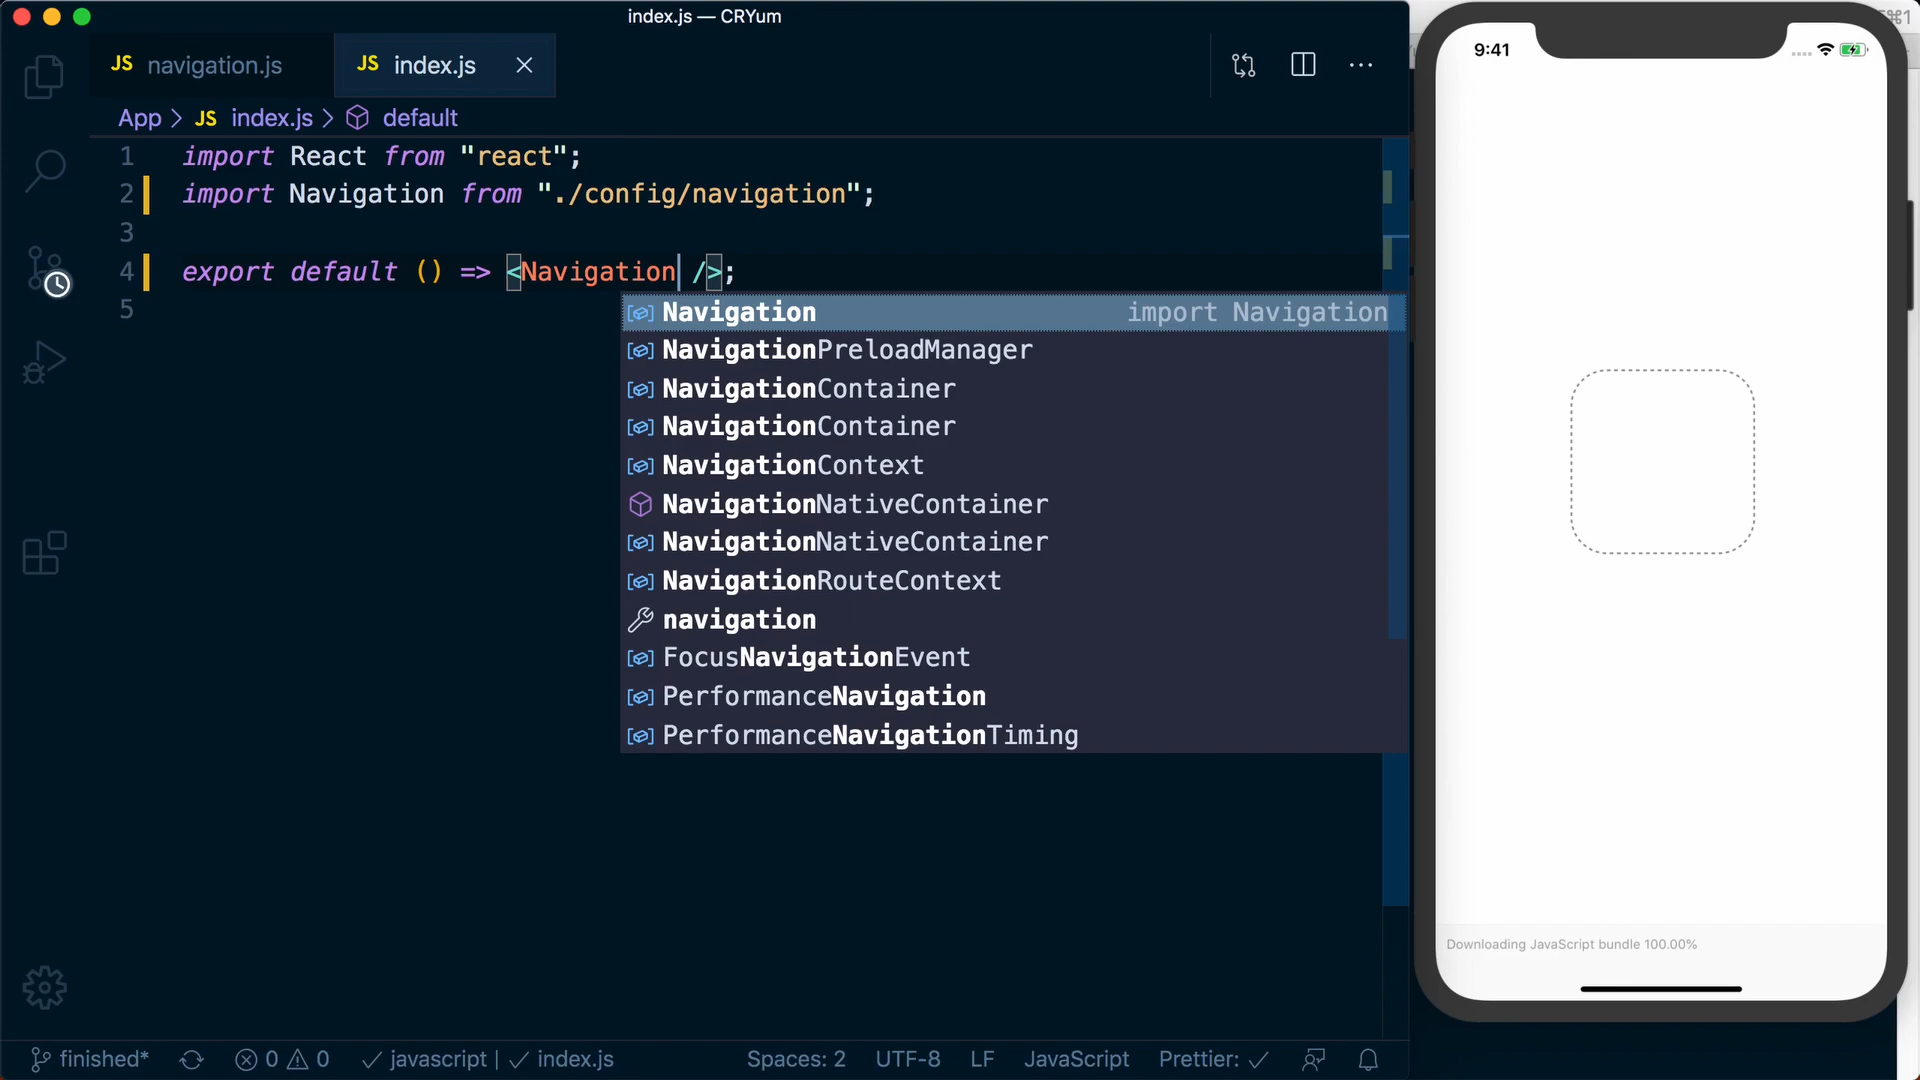 index.js — CRYum
⌘1
JS navigation.js
JS index.js
App > JS index.js > default
1 import React from "react";
2 import Navigation from "./config/navigation";
3
4 export default () => <Navigation />;
5
Navigation import Navigation
NavigationPreloadManager
NavigationContainer
NavigationContainer
NavigationContext
NavigationNativeContainer
NavigationNativeContainer
NavigationRouteContext
navigation
FocusNavigationEvent
PerformanceNavigation
PerformanceNavigationTiming
9:41
Downloading JavaScript bundle 100.00%
finished* 0 0 ✓ javascript | ✓ index.js Spaces: 2 UTF-8 LF JavaScript Prettier: ✓